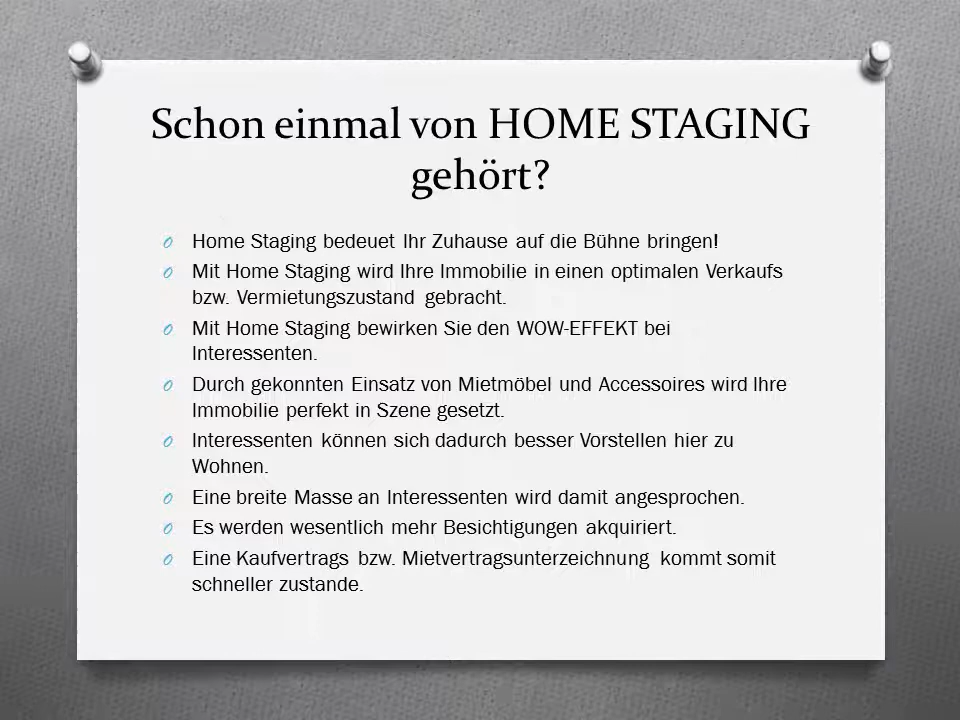 Schon einmal von HOME STAGING
gehört?
Home Staging bedeuet Ihr Zuhause auf die Bühne bringen!
Mit Home Staging wird Ihre Immobilie in einen optimalen Verkaufs
bzw. Vermietungszustand gebracht.
Mit Home Staging bewirken Sie den WOW-EFFEKT bei
Interessenten.
Durch gekonnten Einsatz von Mietmöbel und Accessoires wird Ihre
Immobilie perfekt in Szene gesetzt.
Interessenten können sich dadurch besser Vorstellen hier zu
Wohnen.
Eine breite Masse an Interessenten wird damit angesprochen.
Es werden wesentlich mehr Besichtigungen akquiriert.
Eine Kaufvertrags bzw. Mietvertragsunterzeichnung kommt somit
schneller zustande.